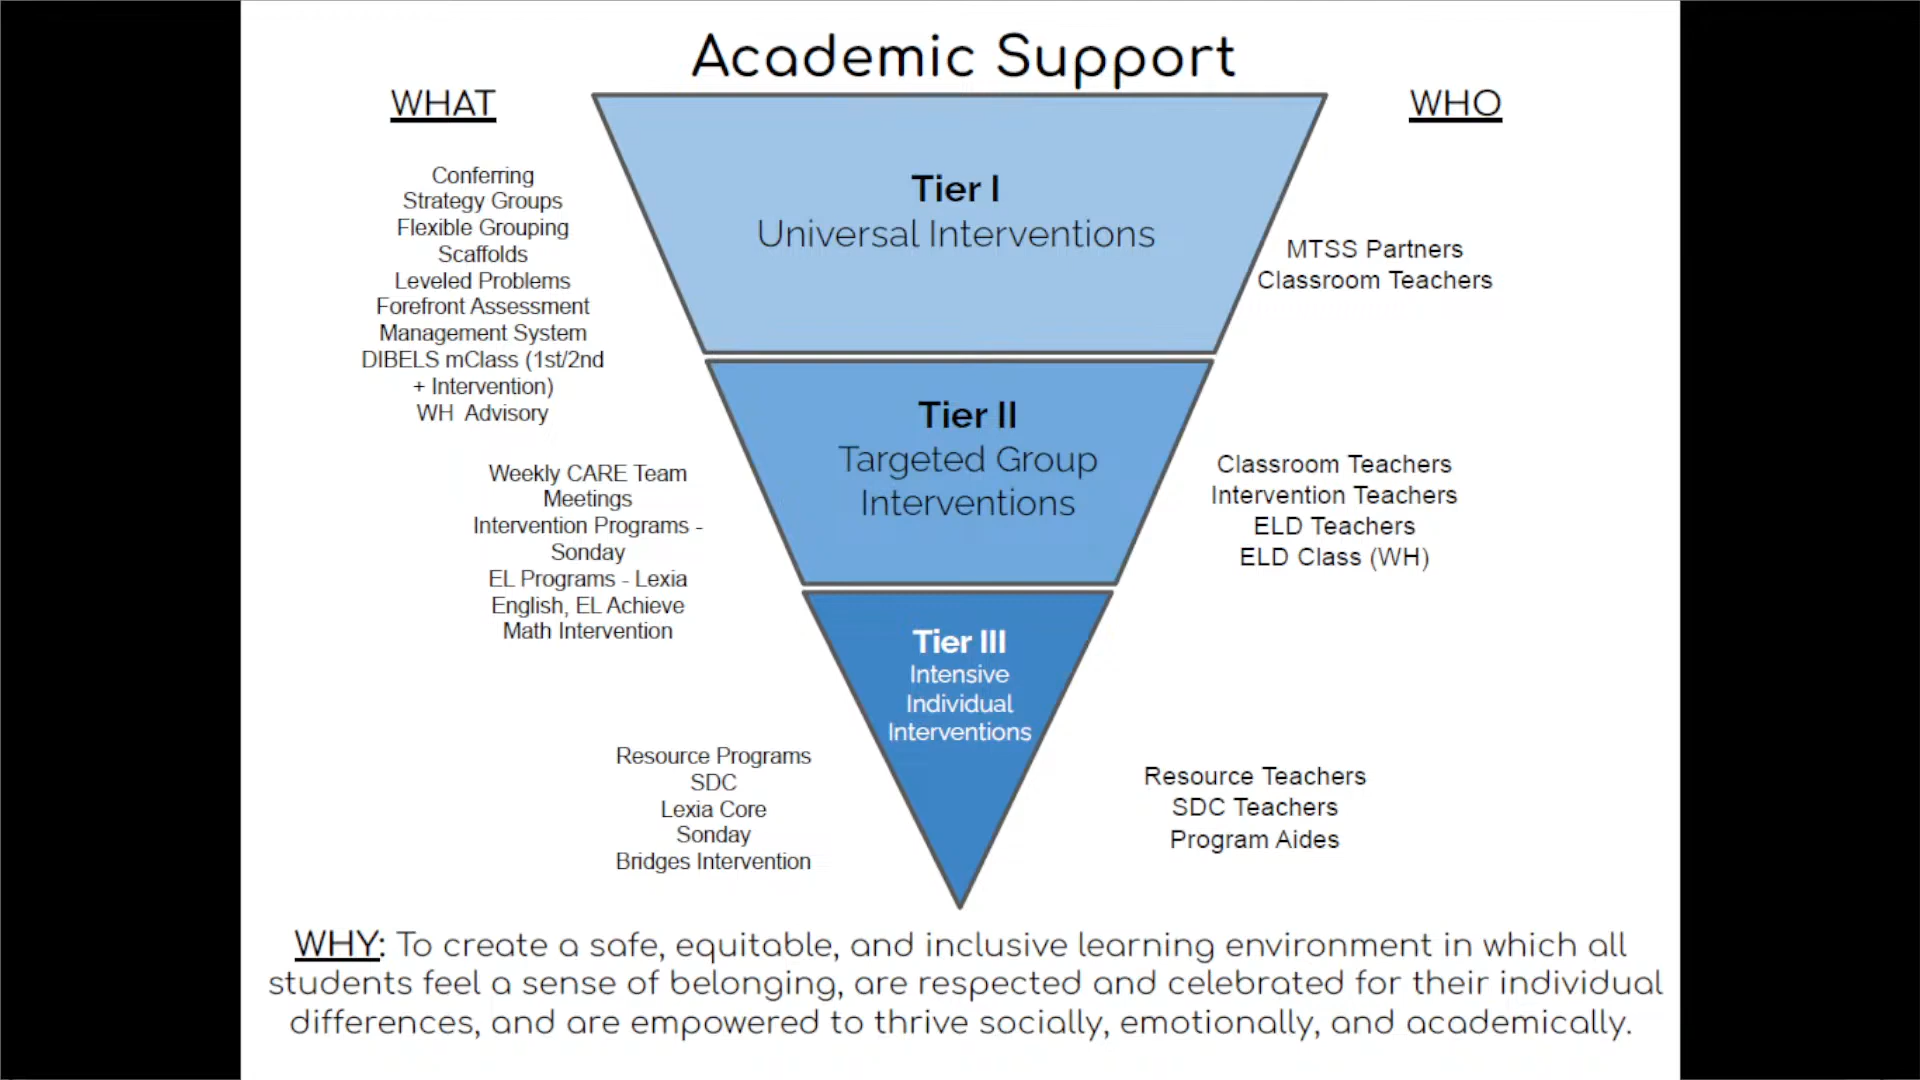 Academic Support
WHAT
WHO
Conferring
Strategy Groups
Flexible Grouping
Scaffolds
Leveled Problems
Forefront Assessment
Management System
DIBELS mClass (1st/2nd
+ Intervention)
WH Advisory
Tier I
Universal Interventions
MTSS Partners
Classroom Teachers
Weekly CARE Team
Meetings
Intervention Programs -
Sonday
EL Programs - Lexia
English, EL Achieve
Math Intervention
Tier II
Targeted Group
Interventions
Classroom Teachers
Intervention Teachers
ELD Teachers
ELD Class (WH)
Resource Programs
SDC
Lexia Core
Sonday
Bridges Intervention
Tier III
Intensive
Individual
Interventions
Resource Teachers
SDC Teachers
Program Aides
WHY: To create a safe, equitable, and inclusive learning environment in which all
students feel a sense of belonging, are respected and celebrated for their individual
differences, and are empowered to thrive socially, emotionally, and academically.